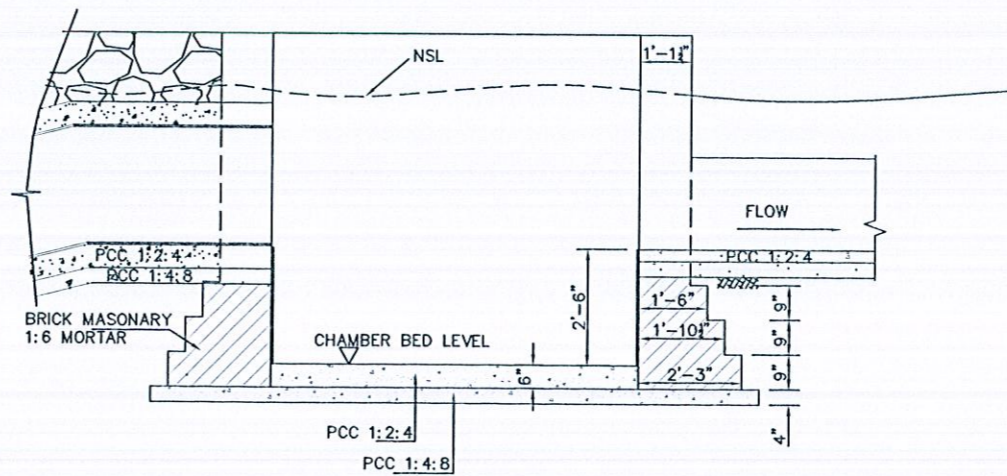 NSL
1'-1½"
FLOW
PCC 1:2:4
PCC 1:4:8
PCC 1:2:4
BRICK MASONARY
1:6 MORTAR
2'-6"
1'-6"
9"
1'-10½"
9"
CHAMBER BED LEVEL
6"
2'-3"
9"
4"
PCC 1:2:4
PCC 1:4:8